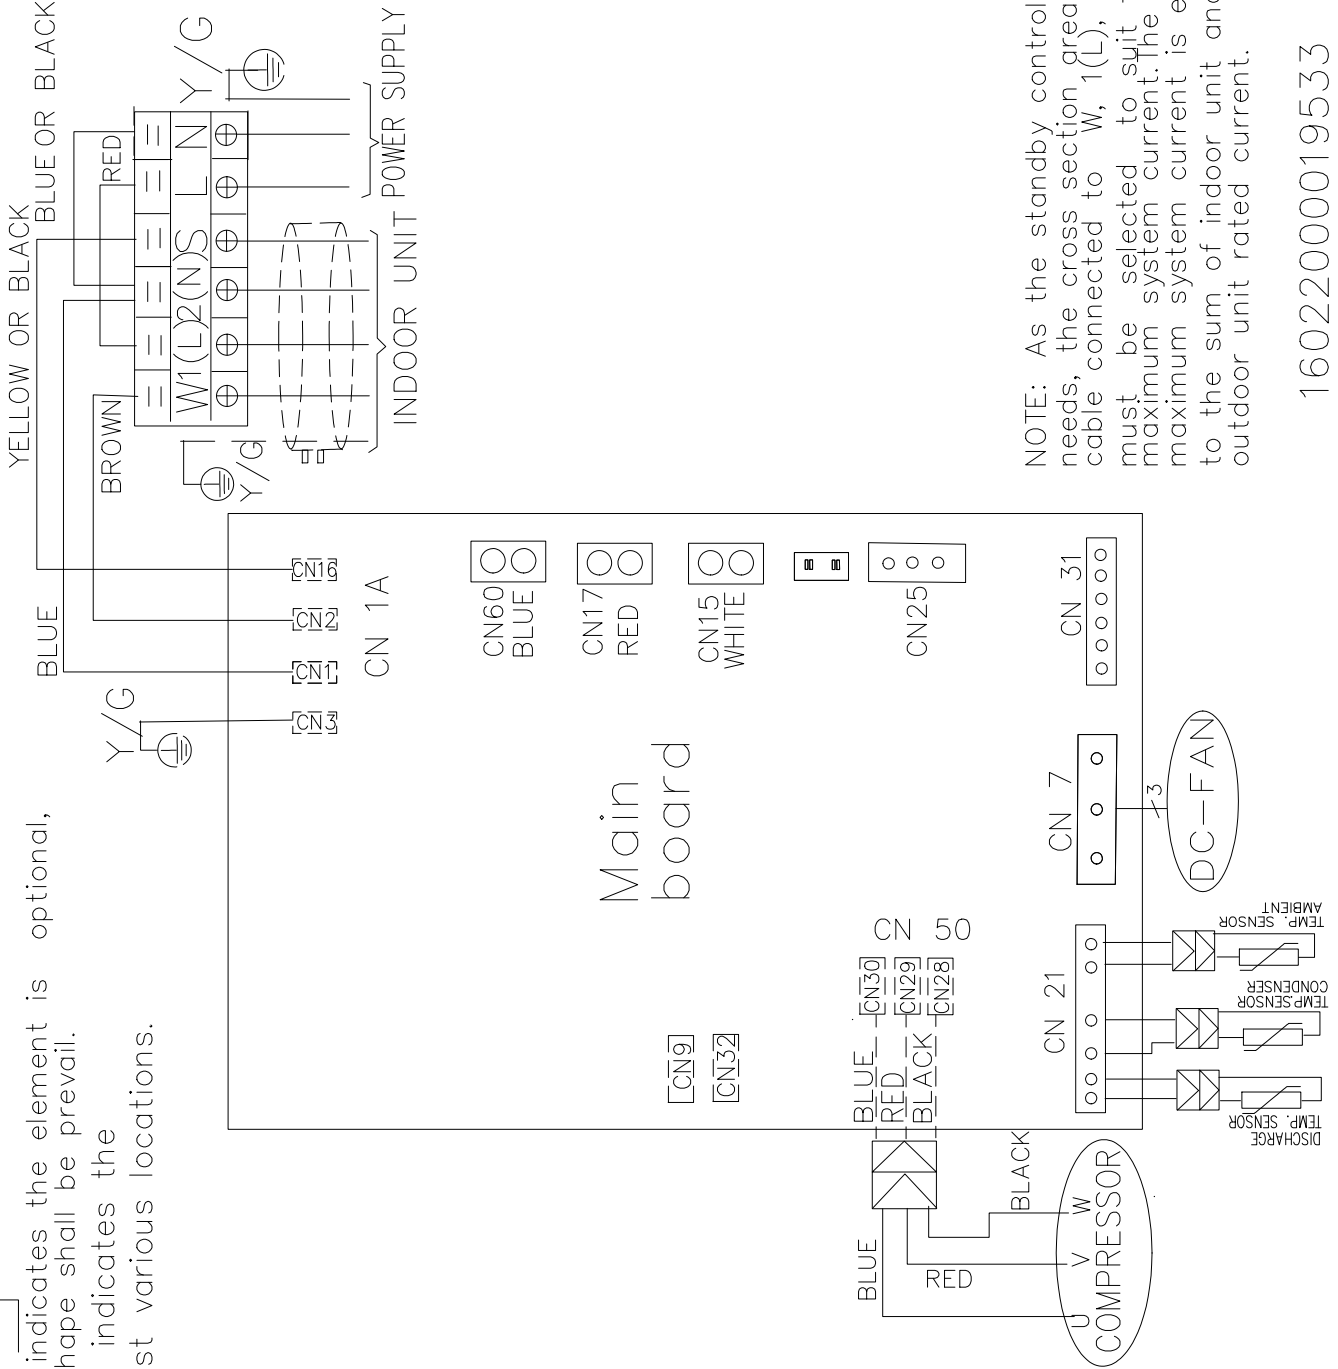 indicates the element is optional,
hape shall be prevail.
indicates the
st various locations.
YELLOW OR BLACK
BLUE OR BLACK
BLUE
BROWN
RED
Y/G
Y/G
Y/G
W 1(L) 2(N) S L N
INDOOR UNIT
POWER SUPPLY
CN3
CN1
CN2
CN16
CN 1A
CN60
BLUE
CN17
RED
CN15
WHITE
CN25
CN 31
Main
board
CN9
CN32
CN 50
CN30
CN29
CN28
BLUE
RED
BLACK
BLUE
RED
BLACK
U V W
COMPRESSOR
CN 21
CN 7
3
DC-FAN
DISCHARGE
TEMP. SENSOR
CONDENSER
TEMP.SENSOR
AMBIENT
TEMP. SENSOR
NOTE: As the standby control
needs, the cross section area
cable connected to W, 1(L),
must be selected to suit
maximum system current.The
maximum system current is e
to the sum of indoor unit and
outdoor unit rated current.
16022000019533